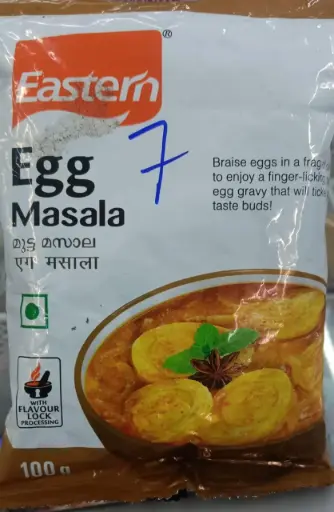 Eastern®
7
Egg
Masala
മുട്ട മസാല
एग मसाला
Braise eggs in a
to enjoy a finger-licking
egg gravy that will
taste buds!
WITH
FLAVOUR
LOCK
PROCESSING
100 g